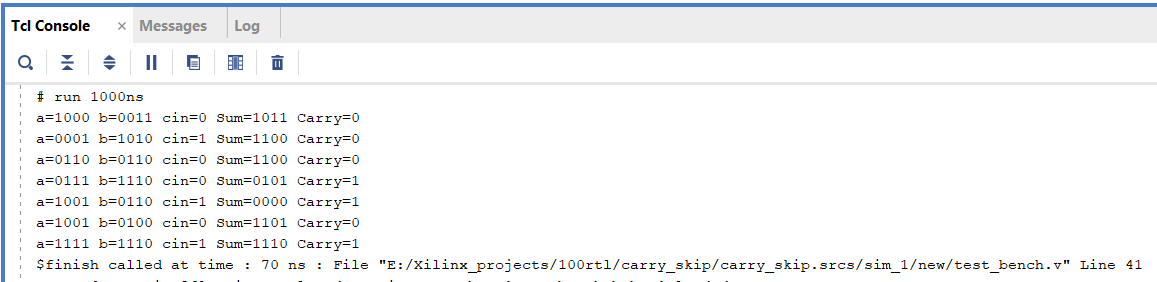 Tcl Console × Messages Log
# run 1000ns
a=1000 b=0011 cin=0 Sum=1011 Carry=0
a=0001 b=1010 cin=1 Sum=1100 Carry=0
a=0110 b=0110 cin=0 Sum=1100 Carry=0
a=0111 b=1110 cin=0 Sum=0101 Carry=1
a=1001 b=0110 cin=1 Sum=0000 Carry=1
a=1001 b=0100 cin=0 Sum=1101 Carry=0
a=1111 b=1110 cin=1 Sum=1110 Carry=1
$finish called at time : 70 ns : File "E:/Xilinx_projects/100rtl/carry_skip/carry_skip.srcs/sim_1/new/test_bench.v" Line 41